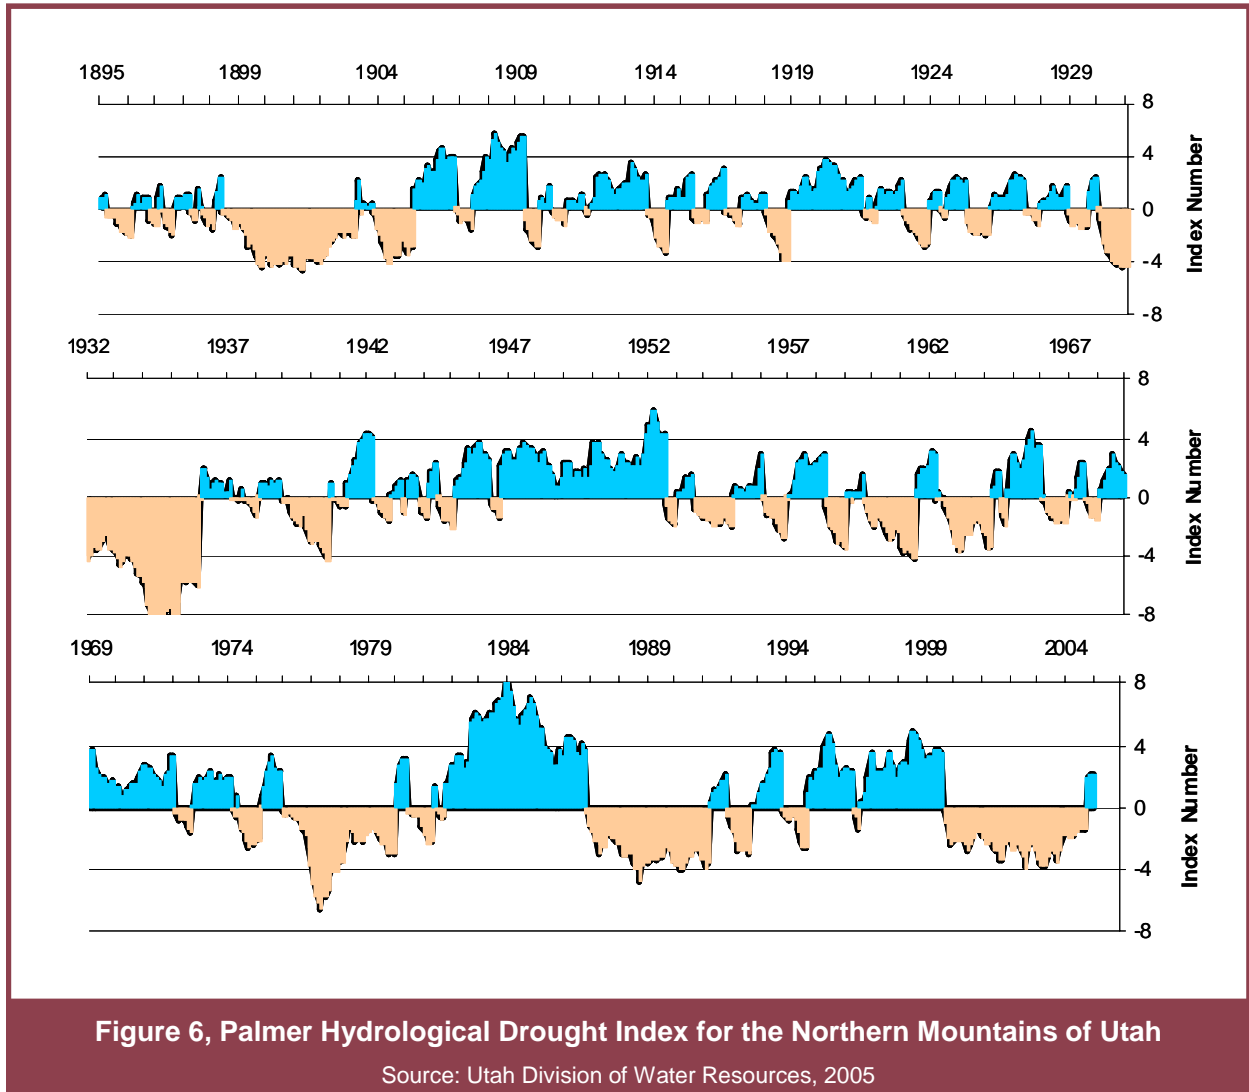 1895 1899 1904 1909 1914 1919 1924 1929
8
4
0
-4
-8
Index Number
1932 1937 1942 1947 1952 1957 1962 1967
8
4
0
-4
-8
Index Number
1969 1974 1979 1984 1989 1994 1999 2004
8
4
0
-4
-8
Index Number
Figure 6, Palmer Hydrological Drought Index for the Northern Mountains of Utah
Source: Utah Division of Water Resources, 2005